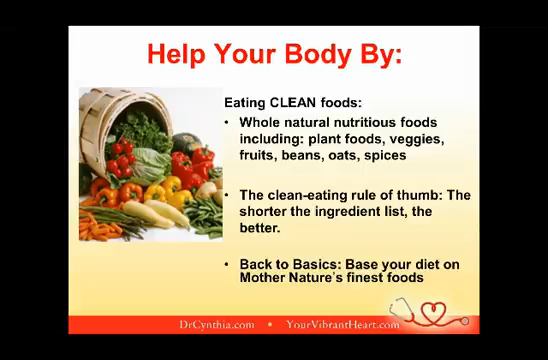 Help Your Body By:
Eating CLEAN foods:
• Whole natural nutritious foods
including: plant foods, veggies,
fruits, beans, oats, spices
• The clean-eating rule of thumb: The
shorter the ingredient list, the
better.
• Back to Basics: Base your diet on
Mother Nature's finest foods
DrCynthia.com • YourVibrantHeart.com